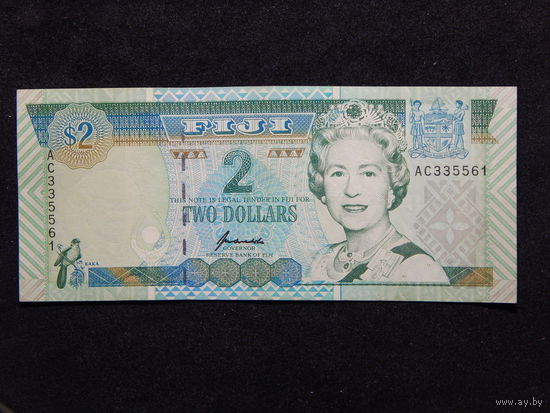 FIJI
$2
AC335561
AC335561
2
THIS NOTE IS LEGAL TENDER IN FIJI FOR
TWO DOLLARS
GOVERNOR
RESERVE BANK OF FIJI
KAKA
www.ay.by